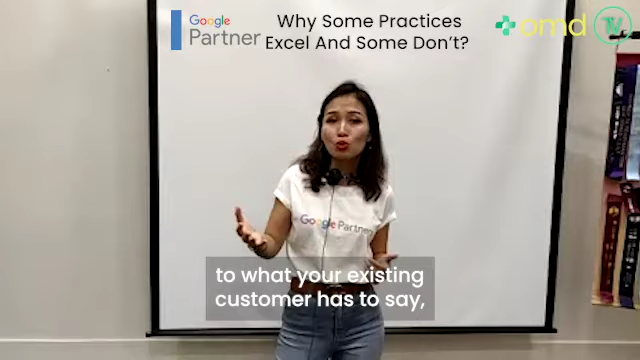 Google
Partner
Why Some Practices
Excel And Some Don't?
omd
TV
Google Partner
to what your existing
customer has to say,